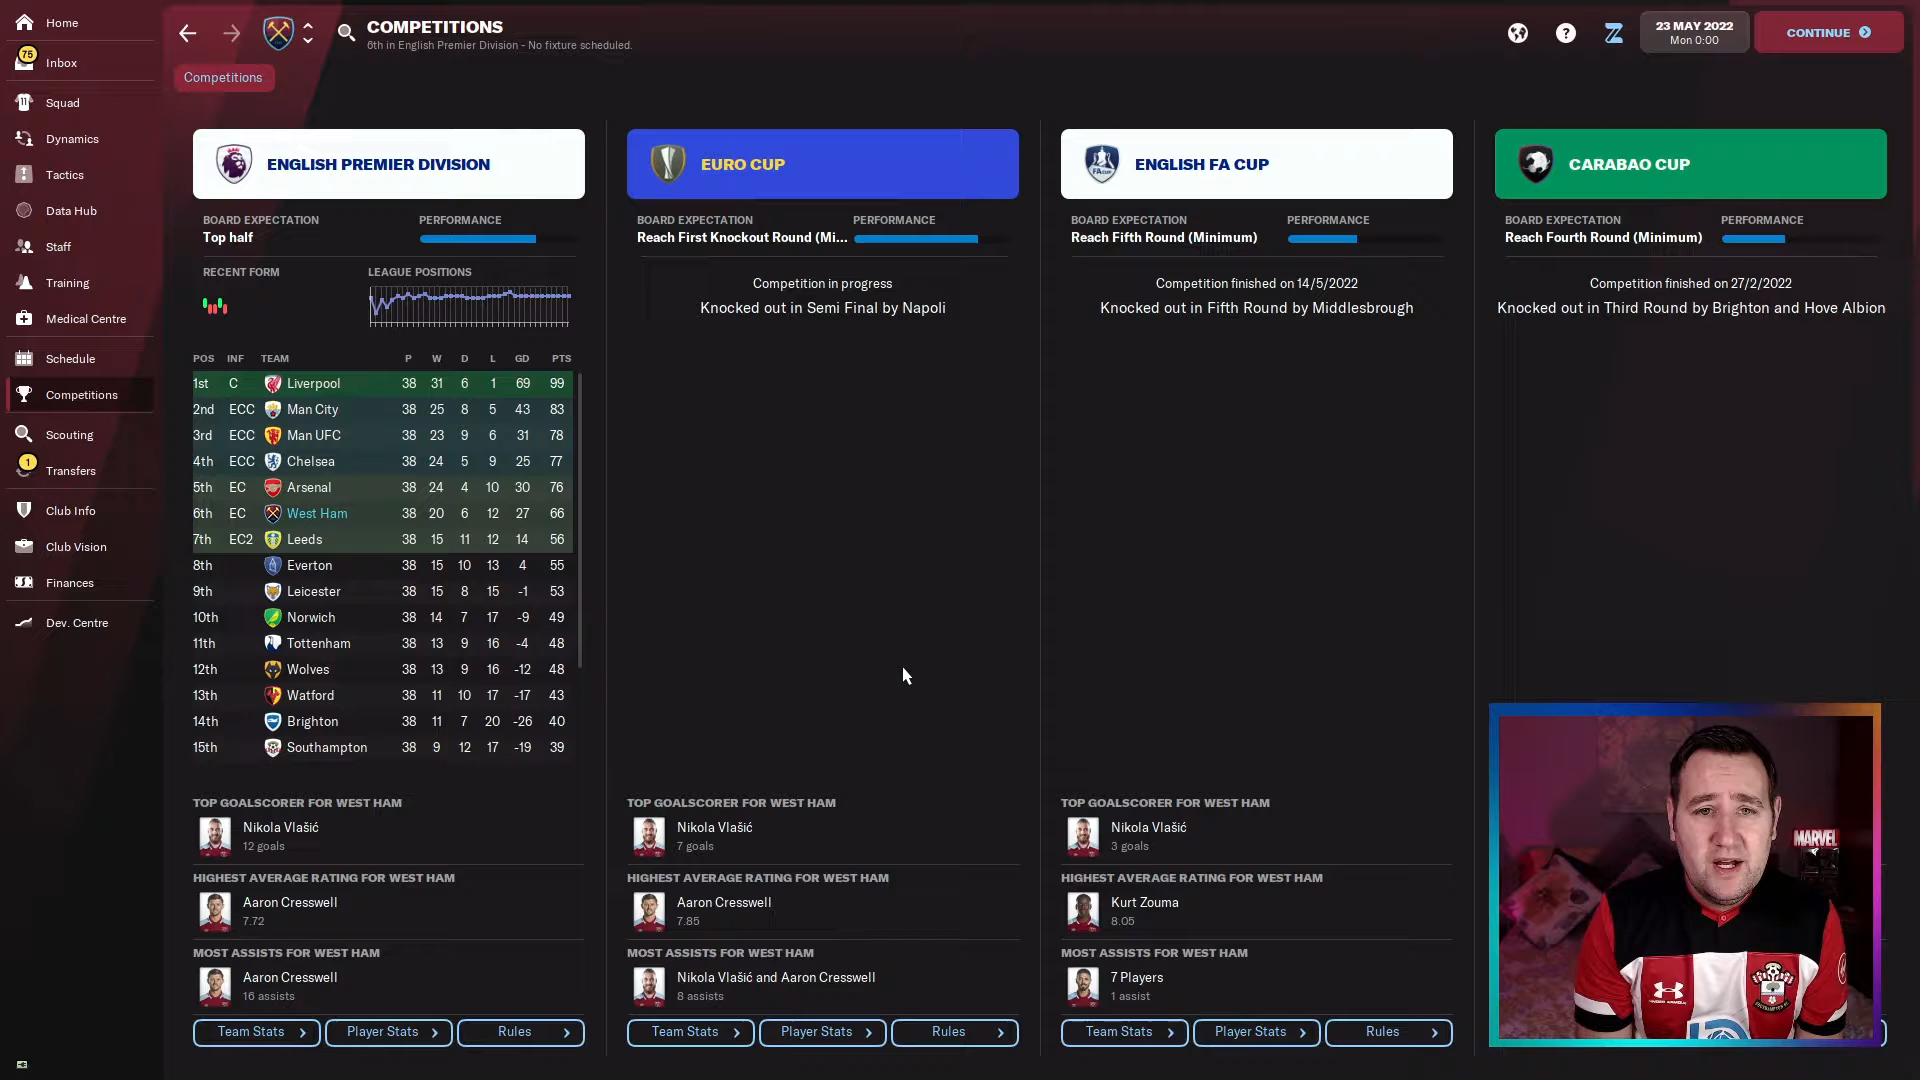 Home
75
Inbox
Squad
Dynamics
Tactics
Data Hub
Staff
Training
Medical Centre
Schedule
Competitions
Scouting
1
Transfers
Club Info
Club Vision
Finances
Dev. Centre
COMPETITIONS
6th in English Premier Division - No fixture scheduled.
23 MAY 2022
Mon 0:00
CONTINUE
Competitions
ENGLISH PREMIER DIVISION
BOARD EXPECTATION PERFORMANCE
Top half
RECENT FORM LEAGUE POSITIONS
POS INF TEAM P W D L GD PTS
1st C Liverpool 38 31 6 1 69 99
2nd ECC Man City 38 25 8 5 43 83
3rd ECC Man UFC 38 23 9 6 31 78
4th ECC Chelsea 38 24 5 9 25 77
5th EC Arsenal 38 24 4 10 30 76
6th EC West Ham 38 20 6 12 27 66
7th EC2 Leeds 38 15 11 12 14 56
8th Everton 38 15 10 13 4 55
9th Leicester 38 15 8 15 -1 53
10th Norwich 38 14 7 17 -9 49
11th Tottenham 38 13 9 16 -4 48
12th Wolves 38 13 9 16 -12 48
13th Watford 38 11 10 17 -17 43
14th Brighton 38 11 7 20 -26 40
15th Southampton 38 9 12 17 -19 39
TOP GOALSCORER FOR WEST HAM
Nikola Vlašić
12 goals
HIGHEST AVERAGE RATING FOR WEST HAM
Aaron Cresswell
7.72
MOST ASSISTS FOR WEST HAM
Aaron Cresswell
16 assists
Team Stats Player Stats Rules
EURO CUP
BOARD EXPECTATION PERFORMANCE
Reach First Knockout Round (Mi...
Competition in progress
Knocked out in Semi Final by Napoli
TOP GOALSCORER FOR WEST HAM
Nikola Vlašić
7 goals
HIGHEST AVERAGE RATING FOR WEST HAM
Aaron Cresswell
7.85
MOST ASSISTS FOR WEST HAM
Nikola Vlašić and Aaron Cresswell
8 assists
Team Stats Player Stats Rules
ENGLISH FA CUP
BOARD EXPECTATION PERFORMANCE
Reach Fifth Round (Minimum)
Competition finished on 14/5/2022
Knocked out in Fifth Round by Middlesbrough
TOP GOALSCORER FOR WEST HAM
Nikola Vlašić
3 goals
HIGHEST AVERAGE RATING FOR WEST HAM
Kurt Zouma
8.05
MOST ASSISTS FOR WEST HAM
7 Players
1 assist
Team Stats Player Stats Rules
CARABAO CUP
BOARD EXPECTATION PERFORMANCE
Reach Fourth Round (Minimum)
Competition finished on 27/2/2022
Knocked out in Third Round by Brighton and Hove Albion
MARVEL
UNDER ARMOUR